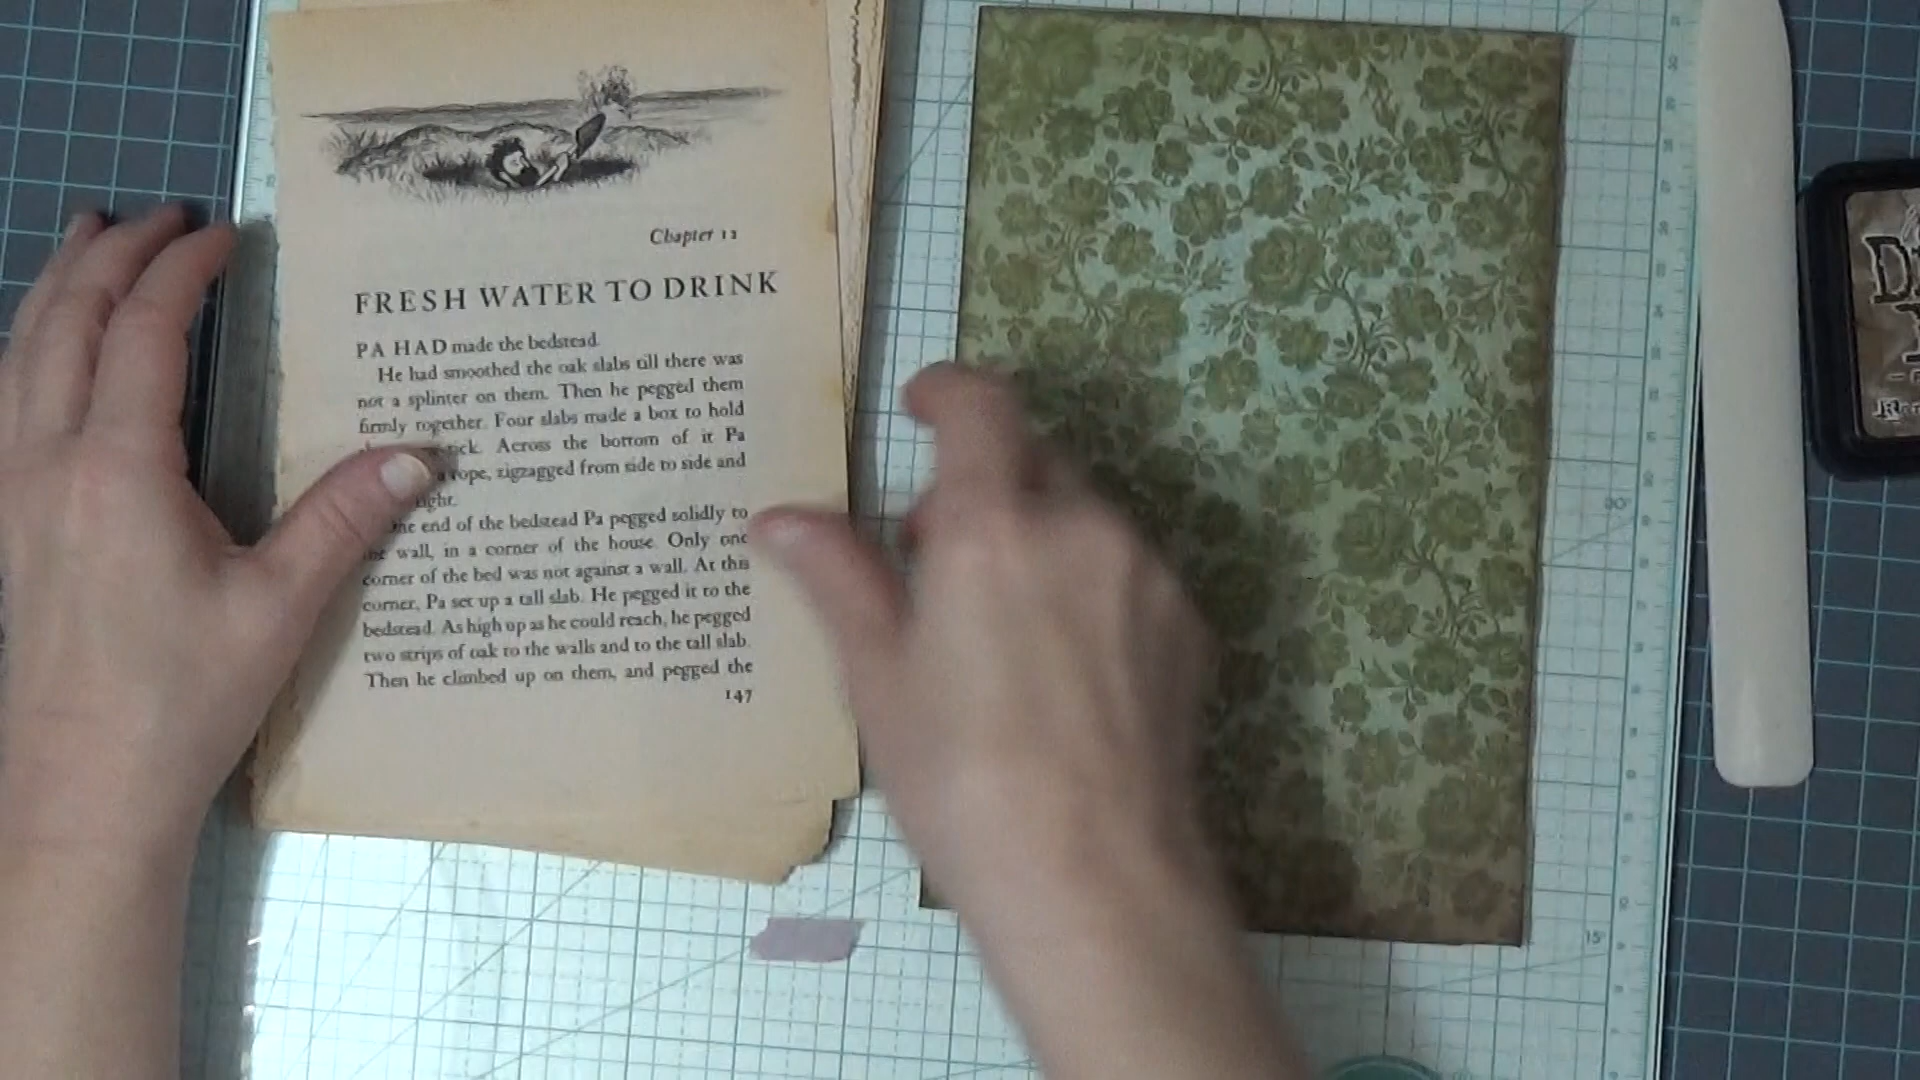 Chapter 12
FRESH WATER TO DRINK
PA HAD made the bedstead.
He had smoothed the oak slabs till there was
not a splinter on them. Then he pegged them
firmly together. Four slabs made a box to hold
Across the bottom of it Pa
a rope, zigzagged from side to side and
end of the bedstead Pa pegged solidly to
wall, in a corner of the house. Only one
corner of the bed was not against a wall. At this
corner, Pa set up a tall slab. He pegged it to the
bedstead. As high up as he could reach, he pegged
two strips of oak to the walls and to the tall slab.
Then he climbed up on them, and pegged the
147
90°
15°